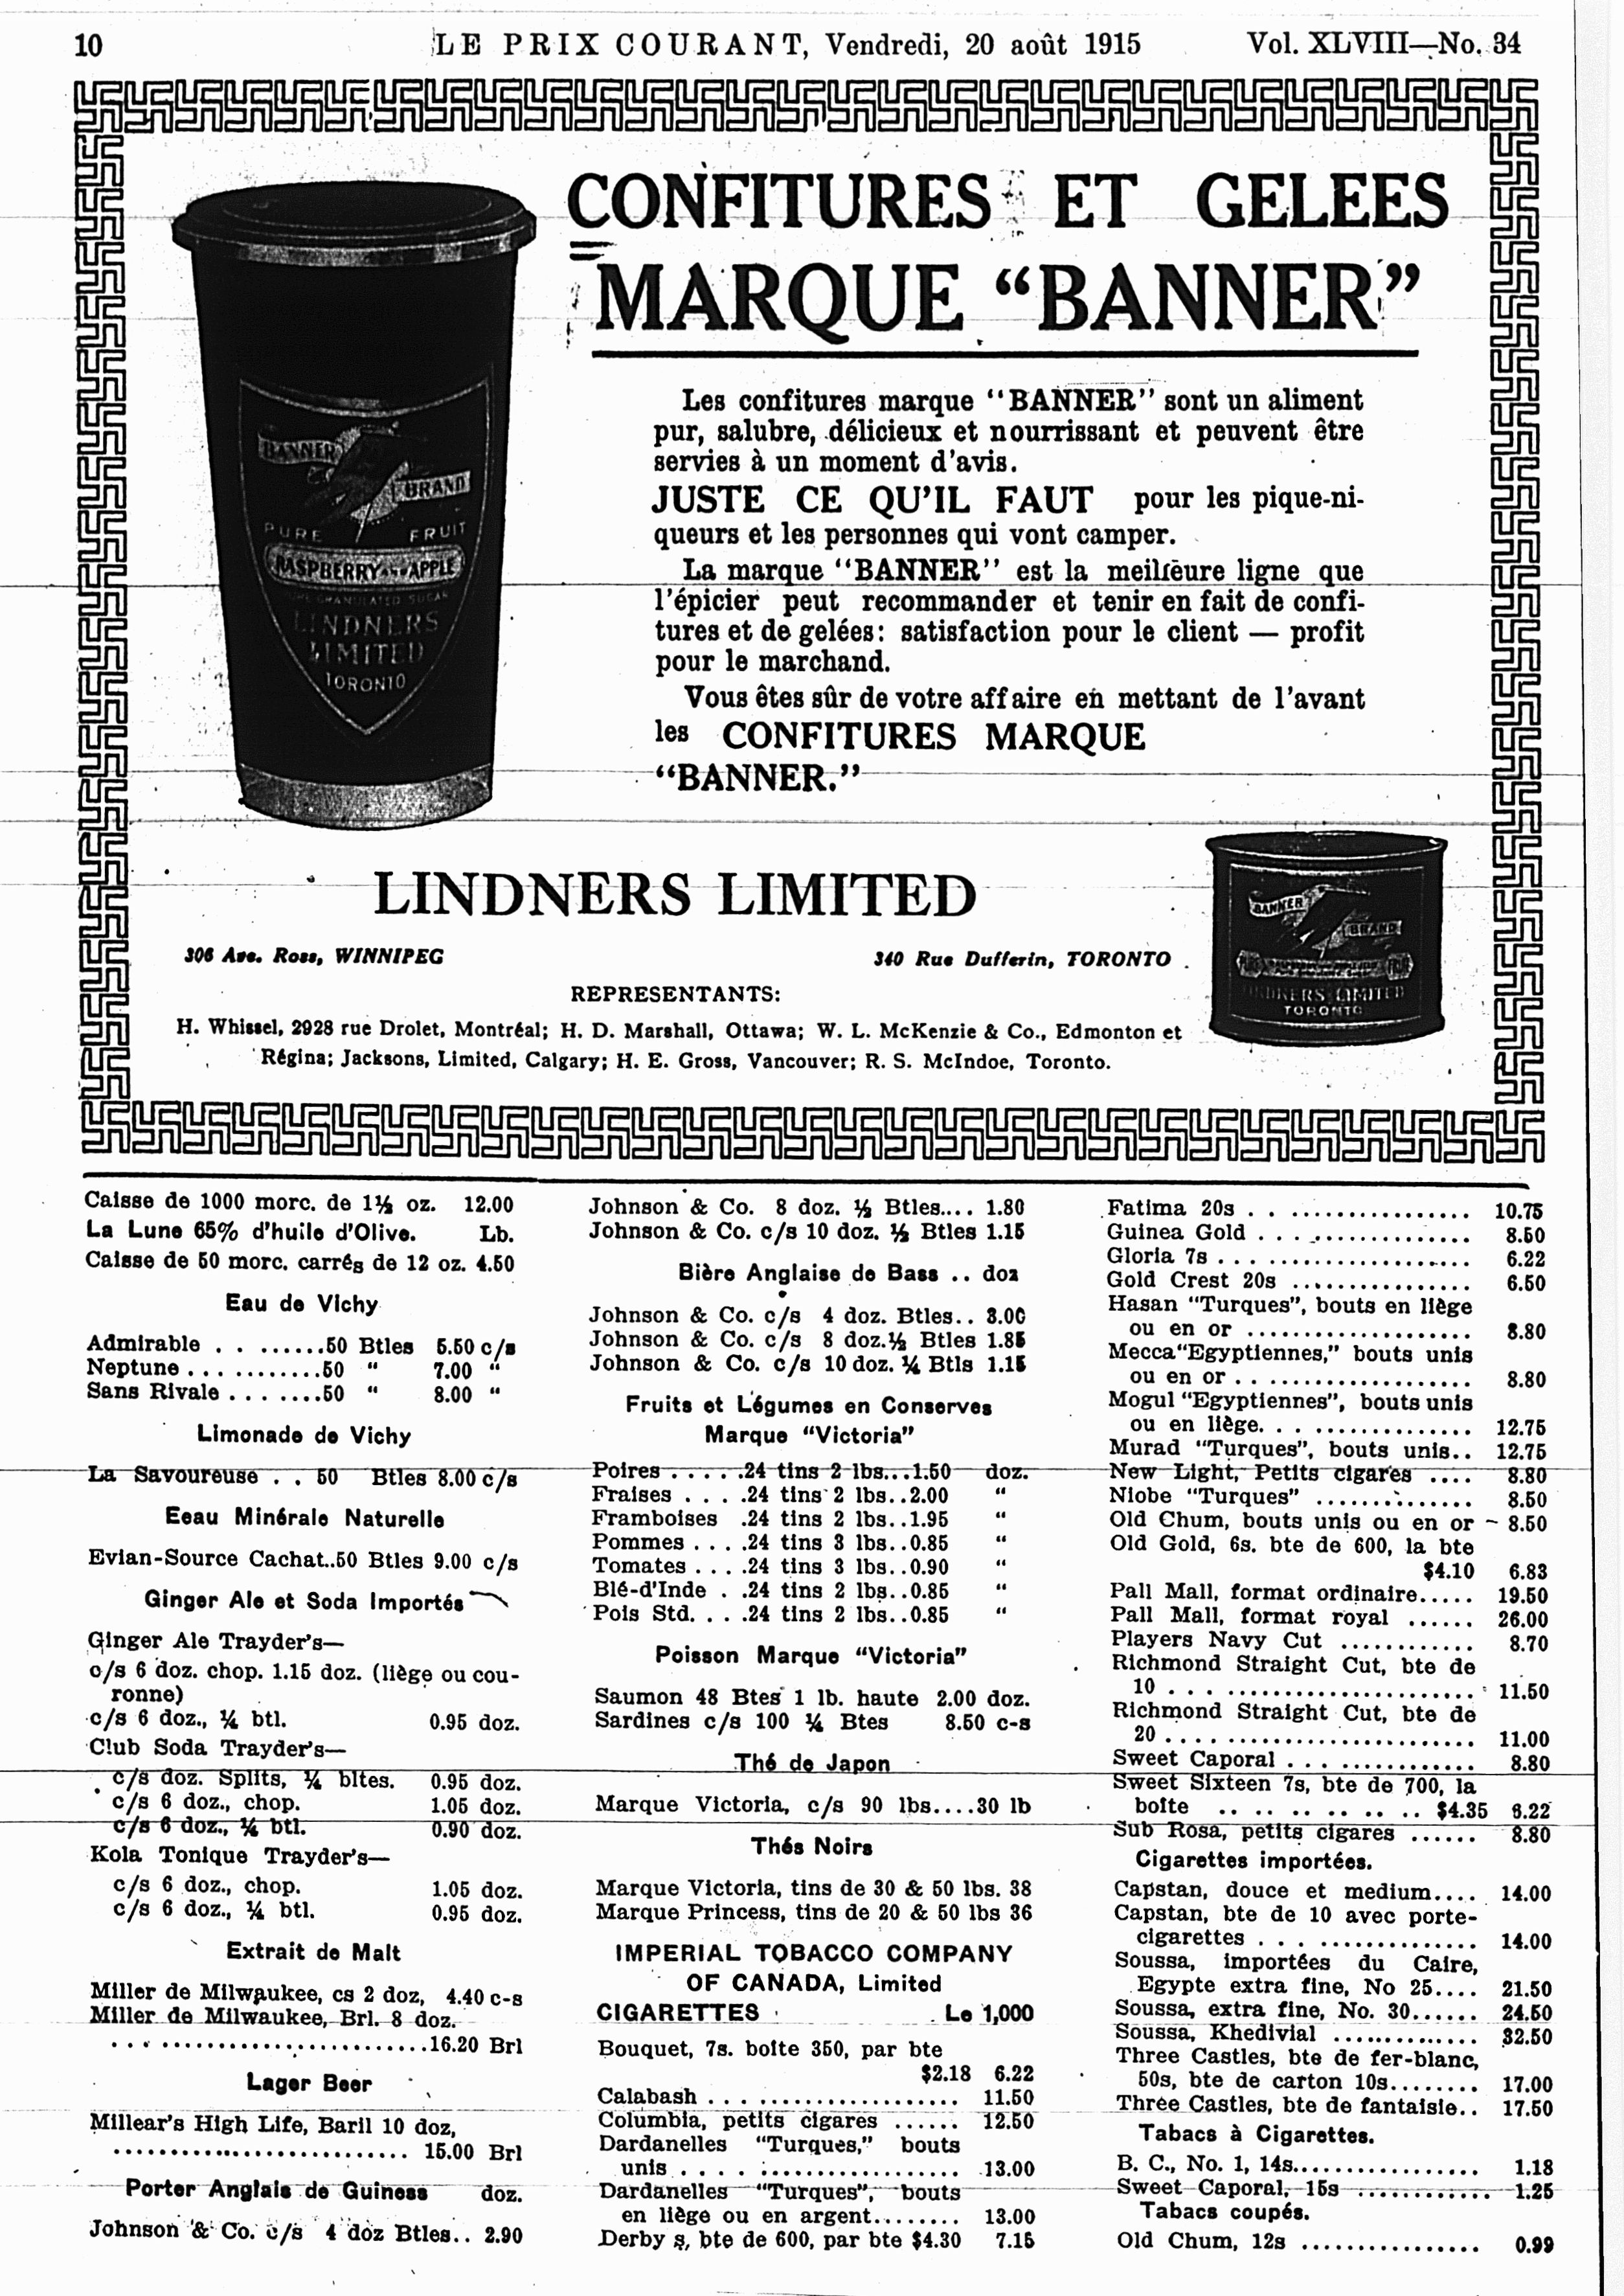 10
LE PRIX COURANT, Vendredi, 20 août 1915
Vol. XLVIII—No. 34
CONFITURES ET GELEES
MARQUE “BANNER”
Les confitures marque “BANNER” sont un aliment
pur, salubre, délicieux et nourrissant et peuvent être
servies à un moment d'avis.
JUSTE CE QU'IL FAUT pour les pique-ni-
queurs et les personnes qui vont camper.
La marque “BANNER” est la meilleure ligne que
l'épicier peut recommander et tenir en fait de confi-
tures et de gelées: satisfaction pour le client — profit
pour le marchand.
Vous êtes sûr de votre affaire en mettant de l'avant
les CONFITURES MARQUE
“BANNER.”
BANNER
BRAND
PURE FRUIT
RASPBERRY AND APPLE
GRANULATED SUGAR
LINDNERS
LIMITED
TORONTO
LINDNERS LIMITED
306 Ave. Ross, WINNIPEG
340 Rue Dufferin, TORONTO
REPRESENTANTS:
H. Whissel, 2928 rue Drolet, Montréal; H. D. Marshall, Ottawa; W. L. McKenzie & Co., Edmonton et
Régina; Jacksons, Limited, Calgary; H. E. Gross, Vancouver; R. S. McIndoe, Toronto.
BANNER
BRAND
LINDNERS LIMITED
TORONTO
Caisse de 1000 morc. de 1½ oz. 12.00
La Lune 65% d'huile d'Olive. Lb.
Caisse de 50 morc. carrés de 12 oz. 4.50
Eau de Vichy
Admirable . . .......50 Btles 5.50 c/s
Neptune . . . ..........50 “ 7.00 “
Sans Rivale . . . .....50 “ 8.00 “
Limonade de Vichy
La Savoureuse . . 50 Btles 8.00 c/s
Eeau Minérale Naturelle
Evian-Source Cachat..50 Btles 9.00 c/s
Ginger Ale et Soda Importés
Ginger Ale Trayder's—
c/s 6 doz. chop. 1.15 doz. (liège ou cou-
ronne)
c/s 6 doz., ¼ btl. 0.95 doz.
Club Soda Trayder's—
c/s doz. Splits, ¼ bltes. 0.95 doz.
c/s 6 doz., chop. 1.05 doz.
c/s 6 doz., ¼ btl. 0.90 doz.
Kola Tonique Trayder's—
c/s 6 doz., chop. 1.05 doz.
c/s 6 doz., ¼ btl. 0.95 doz.
Extrait de Malt
Miller de Milwaukee, cs 2 doz, 4.40 c-s
Miller de Milwaukee, Brl. 8 doz.
..........................16.20 Brl
Lager Beer
Millear's High Life, Baril 10 doz,
.......................... 15.00 Brl
Porter Anglais de Guiness doz.
Johnson & Co. c/s 4 doz Btles.. 2.90
Johnson & Co. 8 doz. ½ Btles.... 1.80
Johnson & Co. c/s 10 doz. ½ Btles 1.15
Bière Anglaise de Bass .. doz
Johnson & Co. c/s 4 doz. Btles.. 3.00
Johnson & Co. c/s 8 doz.½ Btles 1.85
Johnson & Co. c/s 10 doz. ¼ Btls 1.15
Fruits et Légumes en Conserves
Marque “Victoria”
Poires . . . . .24 tins 2 lbs...1.50 doz.
Fraises . . . .24 tins 2 lbs..2.00 “
Framboises .24 tins 2 lbs..1.95 “
Pommes . . . .24 tins 3 lbs..0.85 “
Tomates . . . .24 tins 3 lbs..0.90 “
Blé-d'Inde . .24 tins 2 lbs..0.85 “
Pois Std. . . .24 tins 2 lbs..0.85 “
Poisson Marque “Victoria”
Saumon 48 Btes 1 lb. haute 2.00 doz.
Sardines c/s 100 ¼ Btes 8.50 c-s
Thé de Japon
Marque Victoria, c/s 90 lbs....30 lb
Thés Noirs
Marque Victoria, tins de 30 & 50 lbs. 38
Marque Princess, tins de 20 & 50 lbs 36
IMPERIAL TOBACCO COMPANY
OF CANADA, Limited
CIGARETTES Le 1,000
Bouquet, 7s. boîte 350, par bte
$2.18 6.22
Calabash . . .................. 11.50
Columbia, petits cigares ...... 12.50
Dardanelles “Turques,” bouts
unis . . . . .................. 13.00
Dardanelles “Turques”, bouts
en liège ou en argent........ 13.00
Derby s, bte de 600, par bte $4.30 7.15
Fatima 20s . . ................ 10.75
Guinea Gold . . . .............. 8.50
Gloria 7s . . . .................. 6.22
Gold Crest 20s ................ 6.50
Hasan “Turques”, bouts en liège
ou en or .................... 8.80
Mecca“Egyptiennes,” bouts unis
ou en or . . .................. 8.80
Mogul “Egyptiennes”, bouts unis
ou en liège. . . .............. 12.75
Murad “Turques”, bouts unis.. 12.75
New Light, Petits cigares .... 8.80
Niobe “Turques” .............. 8.50
Old Chum, bouts unis ou en or 8.50
Old Gold, 6s. bte de 600, la bte
$4.10 6.83
Pall Mall, format ordinaire..... 19.50
Pall Mall, format royal ...... 26.00
Players Navy Cut ............ 8.70
Richmond Straight Cut, bte de
10 . . . ...................... 11.50
Richmond Straight Cut, bte de
20 . . . . ...................... 11.00
Sweet Caporal . . . ............ 8.80
Sweet Sixteen 7s, bte de 700, la
boîte .. .. .. .. .. .. .. $4.35 6.22
Sub Rosa, petits cigares ...... 8.80
Cigarettes importées.
Capstan, douce et medium.... 14.00
Capstan, bte de 10 avec porte-
cigarettes . . . .............. 14.00
Soussa, importées du Caire,
Egypte extra fine, No 25.... 21.50
Soussa, extra fine, No. 30...... 24.50
Soussa, Khedivial ............. 32.50
Three Castles, bte de fer-blanc,
50s, bte de carton 10s........ 17.00
Three Castles, bte de fantaisie.. 17.50
Tabacs à Cigarettes.
B. C., No. 1, 14s................. 1.18
Sweet Caporal, 15s ............ 1.25
Tabacs coupés.
Old Chum, 12s ................ 0.99